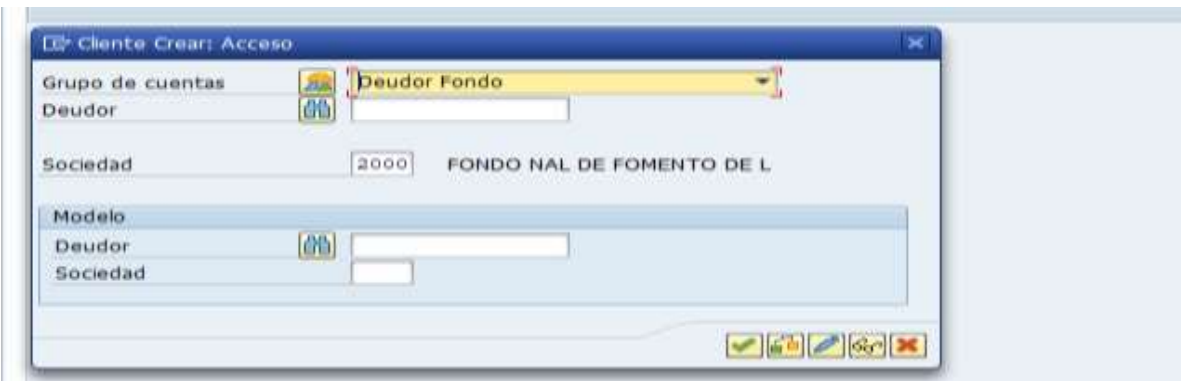 Cliente Crear: Acceso
Grupo de cuentas Deudor Fondo
Deudor
Sociedad 2000 FONDO NAL DE FOMENTO DE L
Modelo
Deudor
Sociedad